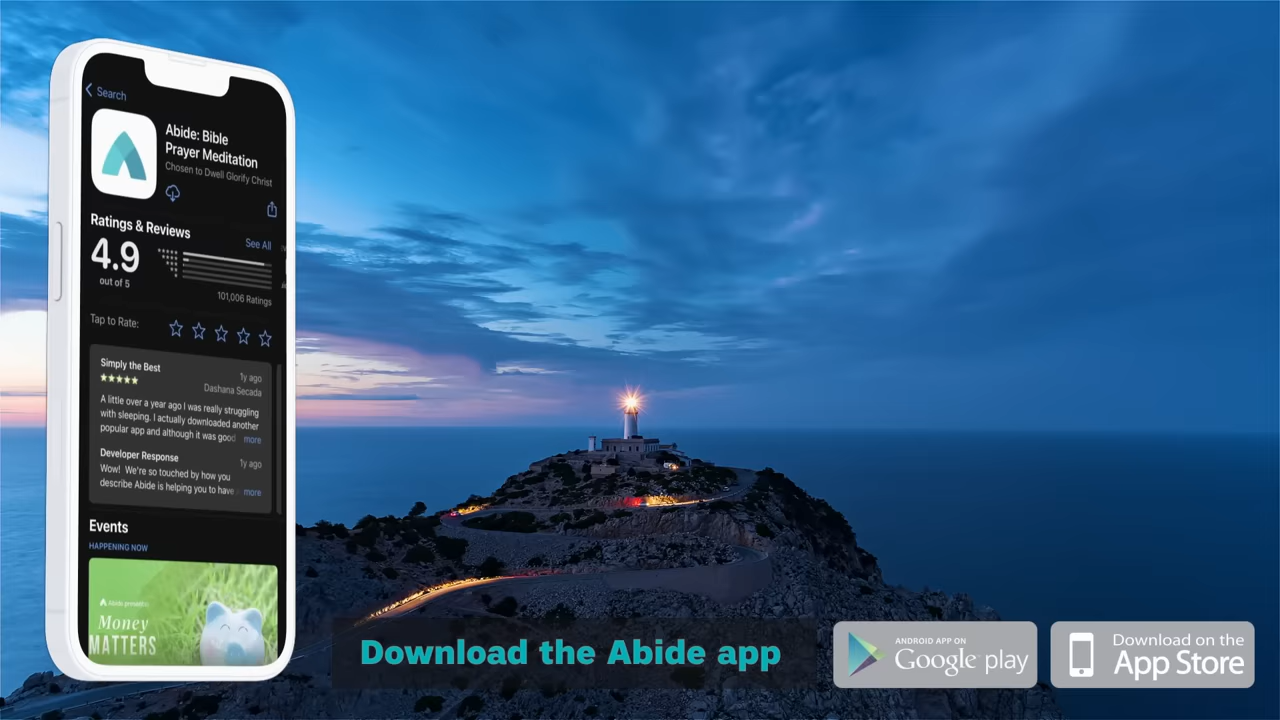 Search
Abide: Bible
Prayer Meditation
Chosen to Dwell Glorify Christ
Ratings & Reviews
See All
4.9
out of 5
101,006 Ratings
Tap to Rate:
Simply the Best
1y ago
Dashana Secada
A little over a year ago I was really struggling
with sleeping. I actually downloaded another
popular app and although it was good more
Developer Response
1y ago
Wow! We're so touched by how you
describe Abide is helping you to have more
Events
HAPPENING NOW
Abide presents:
Money
MATTERS
Download the Abide app
ANDROID APP ON
Google play
Download on the
App Store